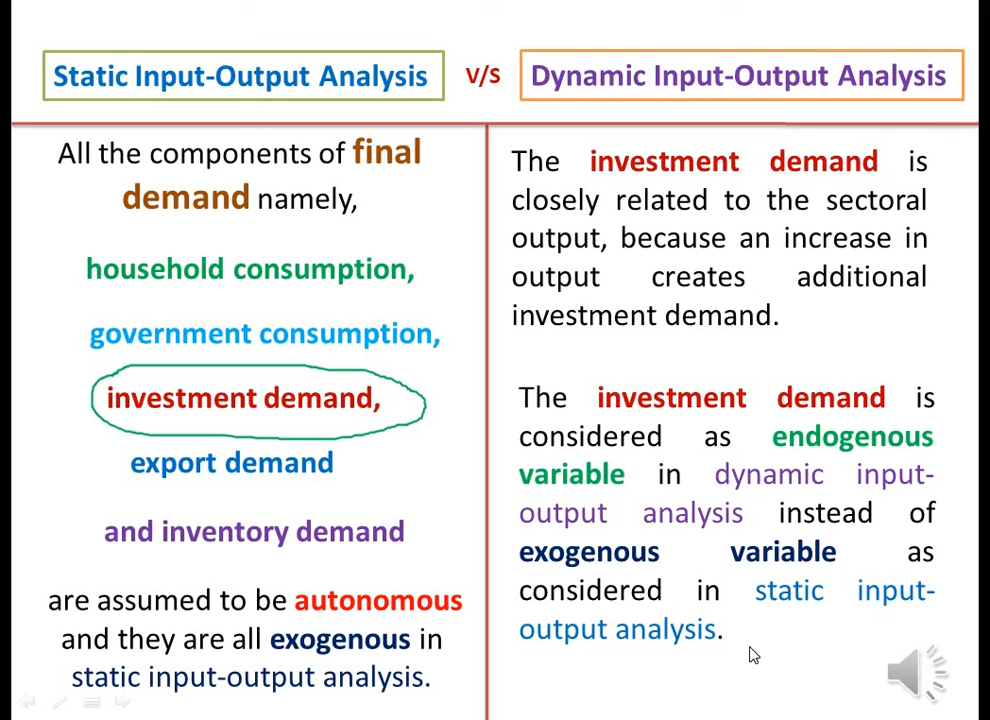 Static Input-Output Analysis
V/S
Dynamic Input-Output Analysis
All the components of final
demand namely,
household consumption,
government consumption,
investment demand,
export demand
and inventory demand
are assumed to be autonomous
and they are all exogenous in
static input-output analysis.
The investment demand is
closely related to the sectoral
output, because an increase in
output creates additional
investment demand.
The investment demand is
considered as endogenous
variable in dynamic input-
output analysis instead of
exogenous variable as
considered in static input-
output analysis.